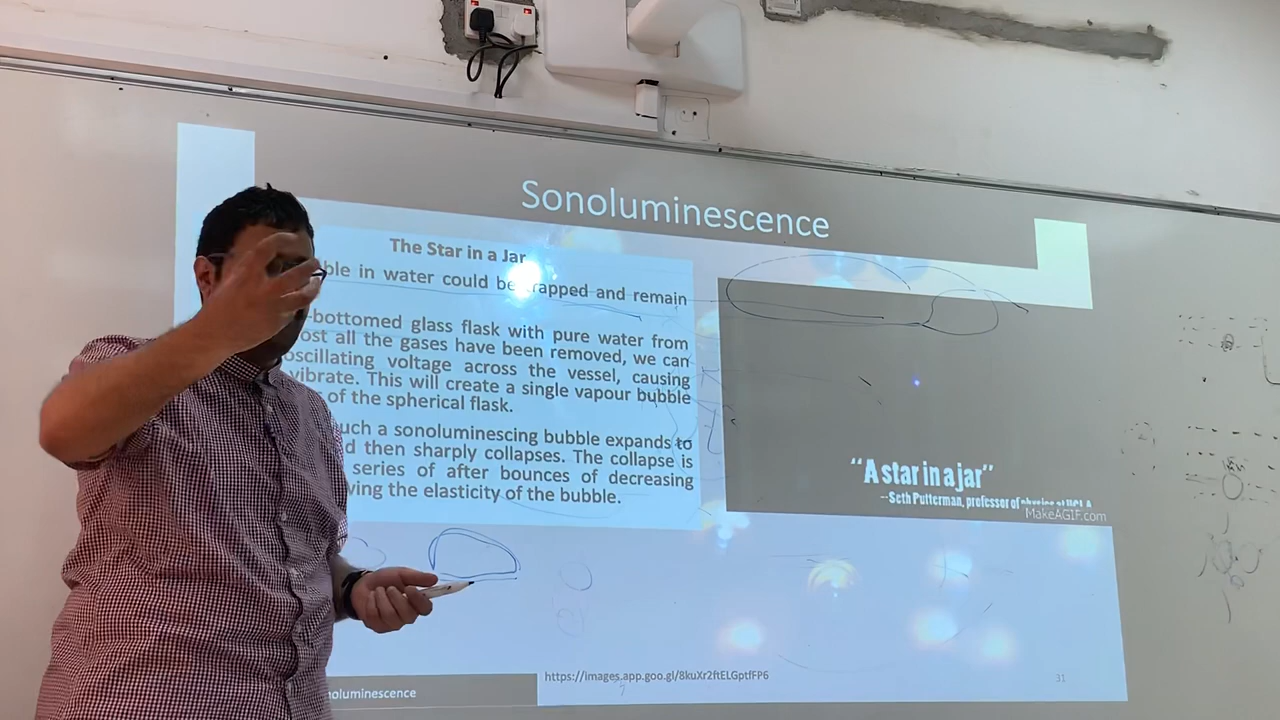 Sonoluminescence
The Star in a Jar
ble in water could be trapped and remain
-bottomed glass flask with pure water from
ost all the gases have been removed, we can
oscillating voltage across the vessel, causing
vibrate. This will create a single vapour bubble
of the spherical flask.
uch a sonoluminescing bubble expands to
d then sharply collapses. The collapse is
series of after bounces of decreasing
ving the elasticity of the bubble.
“A star in a jar”
--Seth Putterman, professor of physics at UCLA
MakeAGIF.com
https://images.app.goo.gl/8kuXr2ftELGptfFP6
31
noluminescence